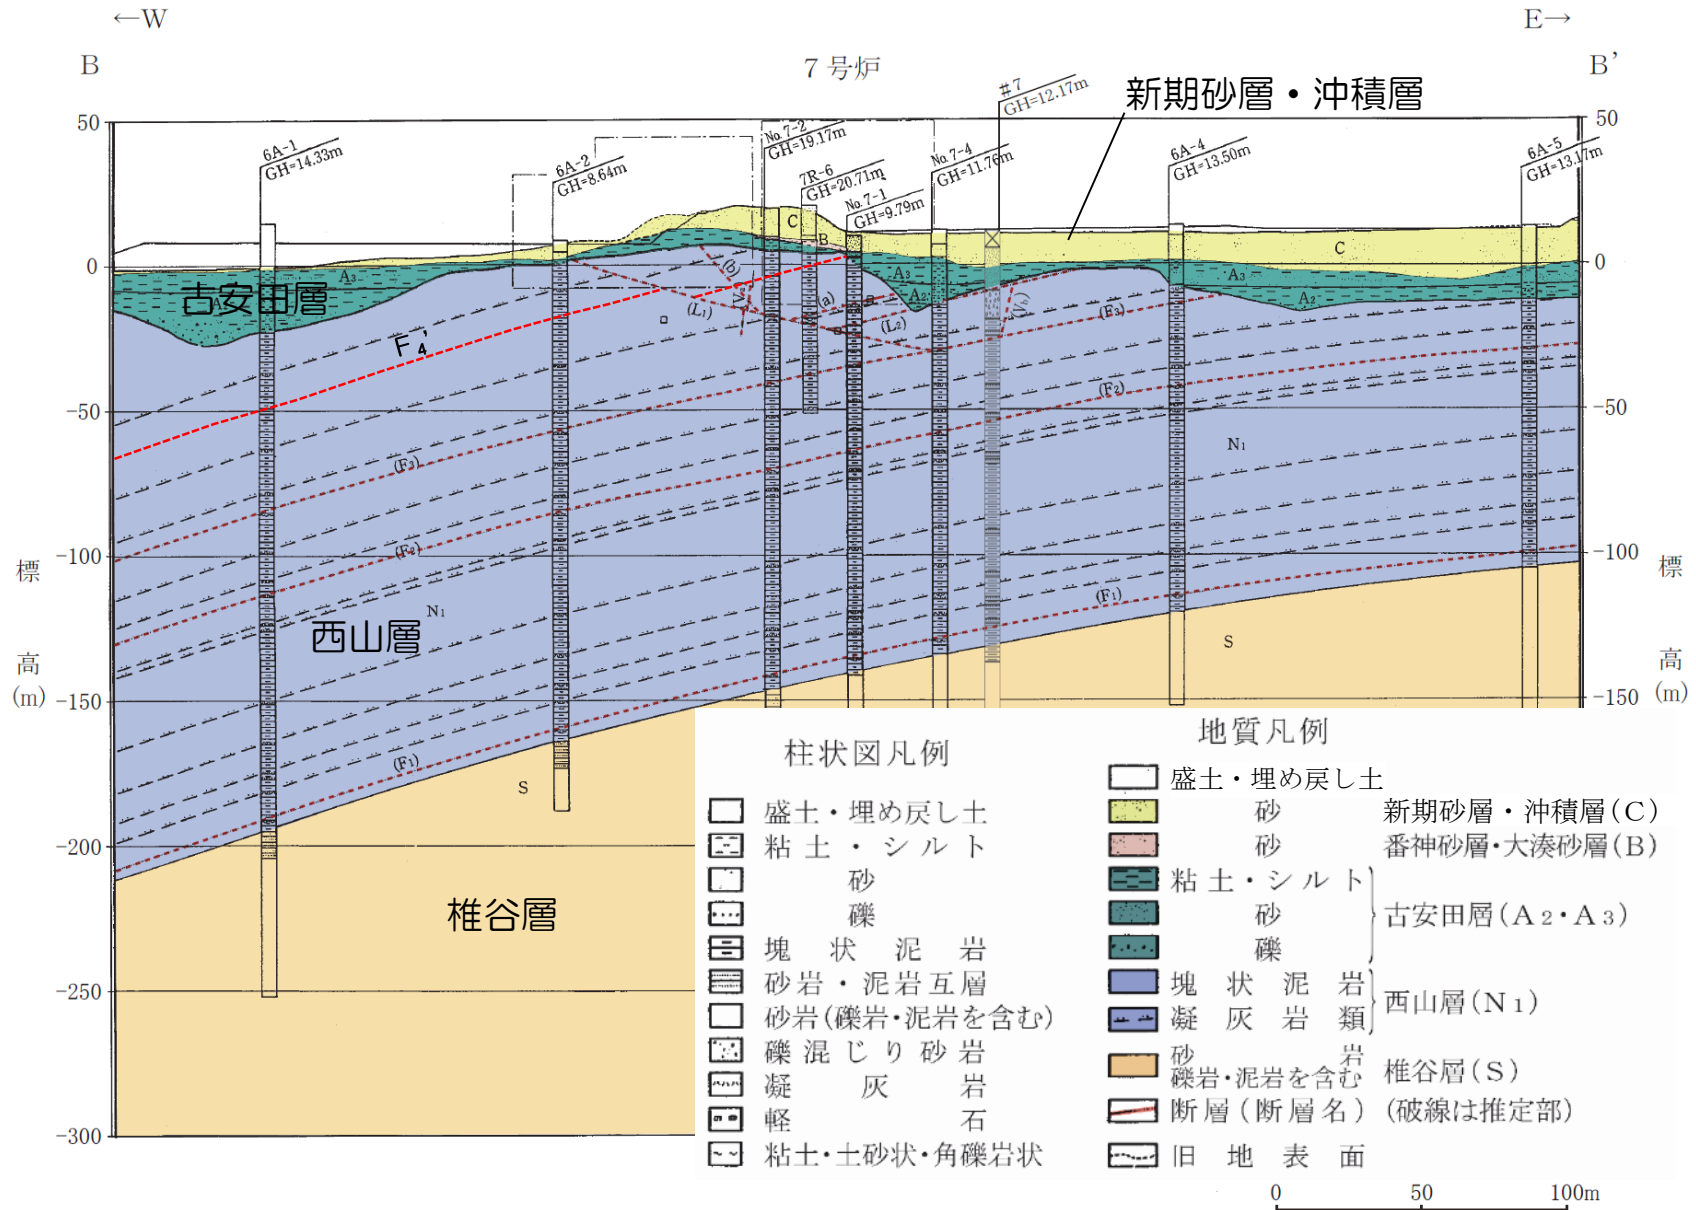 ←W
E→
B
7号炉
B’
新期砂層・沖積層
6A-1
GH=14.33m
6A-2
GH=8.64m
No.7-2
GH=19.17m
7R-6
GH=20.71m
No.7-1
GH=9.79m
No.7-4
GH=11.76m
#7
GH=12.17m
6A-4
GH=13.50m
6A-5
GH=13.17m
50
0
-50
-100
-150
-200
-250
-300
標
高
(m)
50
0
-50
-100
-150
標
高
(m)
C
B
C
A3
A3
A2
A3
A2
古安田層
F4’
(b)
(a)
(L1)
(L2)
(F3)
(F2)
(F1)
(F3)
(F2)
(F1)
N1
N1
西山層
S
S
椎谷層
柱状図凡例
盛土・埋め戻し土
粘土・シルト
砂
礫
塊状泥岩
砂岩・泥岩互層
砂岩(礫岩・泥岩を含む)
礫混じり砂岩
凝灰岩
軽石
粘土・土砂状・角礫岩状
地質凡例
盛土・埋め戻し土
砂 新期砂層・沖積層(C)
砂 番神砂層・大湊砂層(B)
粘土・シルト
砂 古安田層(A2・A3)
礫
塊状泥岩
西山層(N1)
凝灰岩類
砂岩
礫岩・泥岩を含む 椎谷層(S)
断層(断層名)(破線は推定部)
旧地表面
0 50 100m